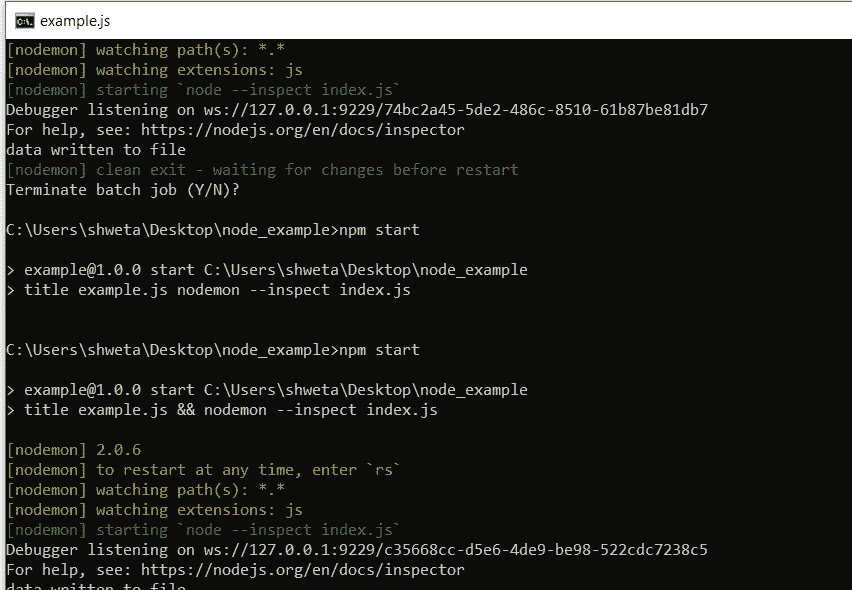 example.js
[nodemon] watching path(s): *.*
[nodemon] watching extensions: js
[nodemon] starting `node --inspect index.js`
Debugger listening on ws://127.0.0.1:9229/74bc2a45-5de2-486c-8510-61b87be81db7
For help, see: https://nodejs.org/en/docs/inspector
data written to file
[nodemon] clean exit - waiting for changes before restart
Terminate batch job (Y/N)?
C:\Users\shweta\Desktop\node_example>npm start
> example@1.0.0 start C:\Users\shweta\Desktop\node_example
> title example.js nodemon --inspect index.js
C:\Users\shweta\Desktop\node_example>npm start
> example@1.0.0 start C:\Users\shweta\Desktop\node_example
> title example.js && nodemon --inspect index.js
[nodemon] 2.0.6
[nodemon] to restart at any time, enter `rs`
[nodemon] watching path(s): *.*
[nodemon] watching extensions: js
[nodemon] starting `node --inspect index.js`
Debugger listening on ws://127.0.0.1:9229/c35668cc-d5e6-4de9-be98-522cdc7238c5
For help, see: https://nodejs.org/en/docs/inspector
data written to file